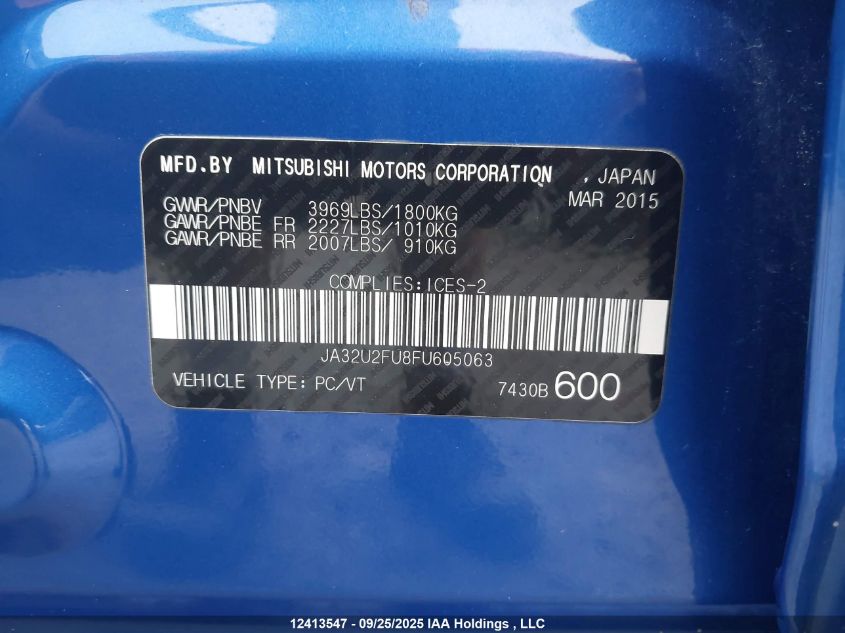 MFD.BY MITSUBISHI MOTORS CORPORATION , JAPAN
MAR 2015
GVWR/PNBV 3969LBS/1800KG
GAWR/PNBE FR 2227LBS/1010KG
GAWR/PNBE RR 2007LBS/ 910KG
COMPLIES:ICES-2
JA32U2FU8FU605063
VEHICLE TYPE: PC/VT 7430B 600
12413547 - 09/25/2025 IAA Holdings , LLC